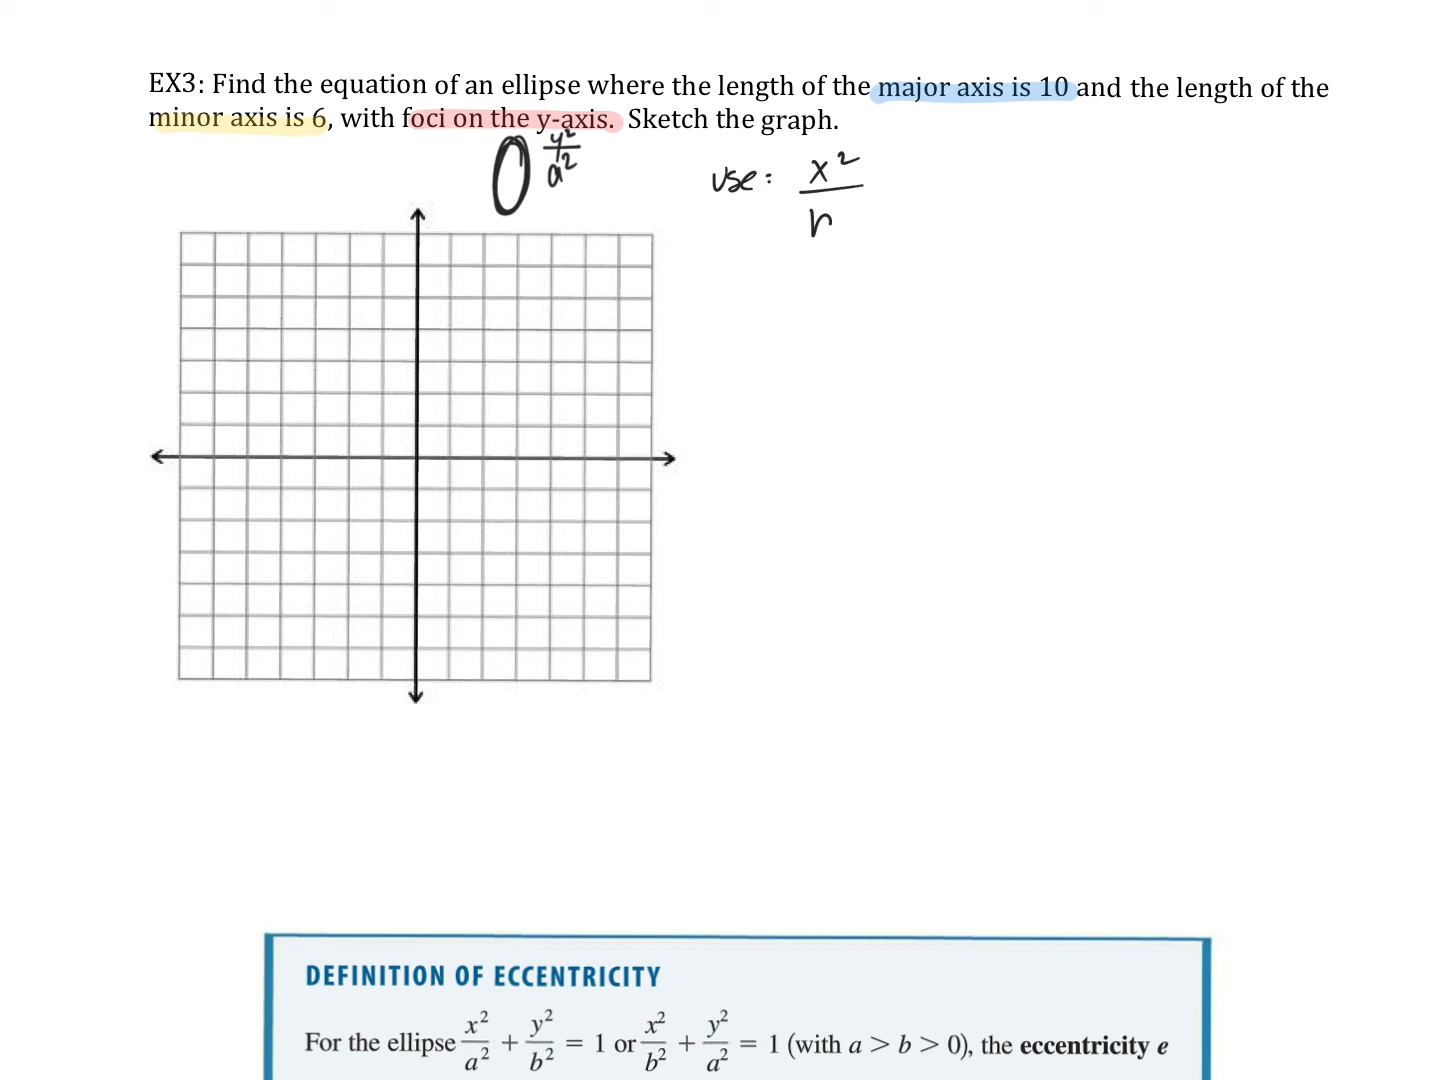 EX3: Find the equation of an ellipse where the length of the major axis is 10 and the length of the
minor axis is 6, with foci on the y-axis. Sketch the graph.
y²/a²
use: x²/
DEFINITION OF ECCENTRICITY
For the ellipse x²/a² + y²/b² = 1 or x²/b² + y²/a² = 1 (with a > b > 0), the eccentricity e